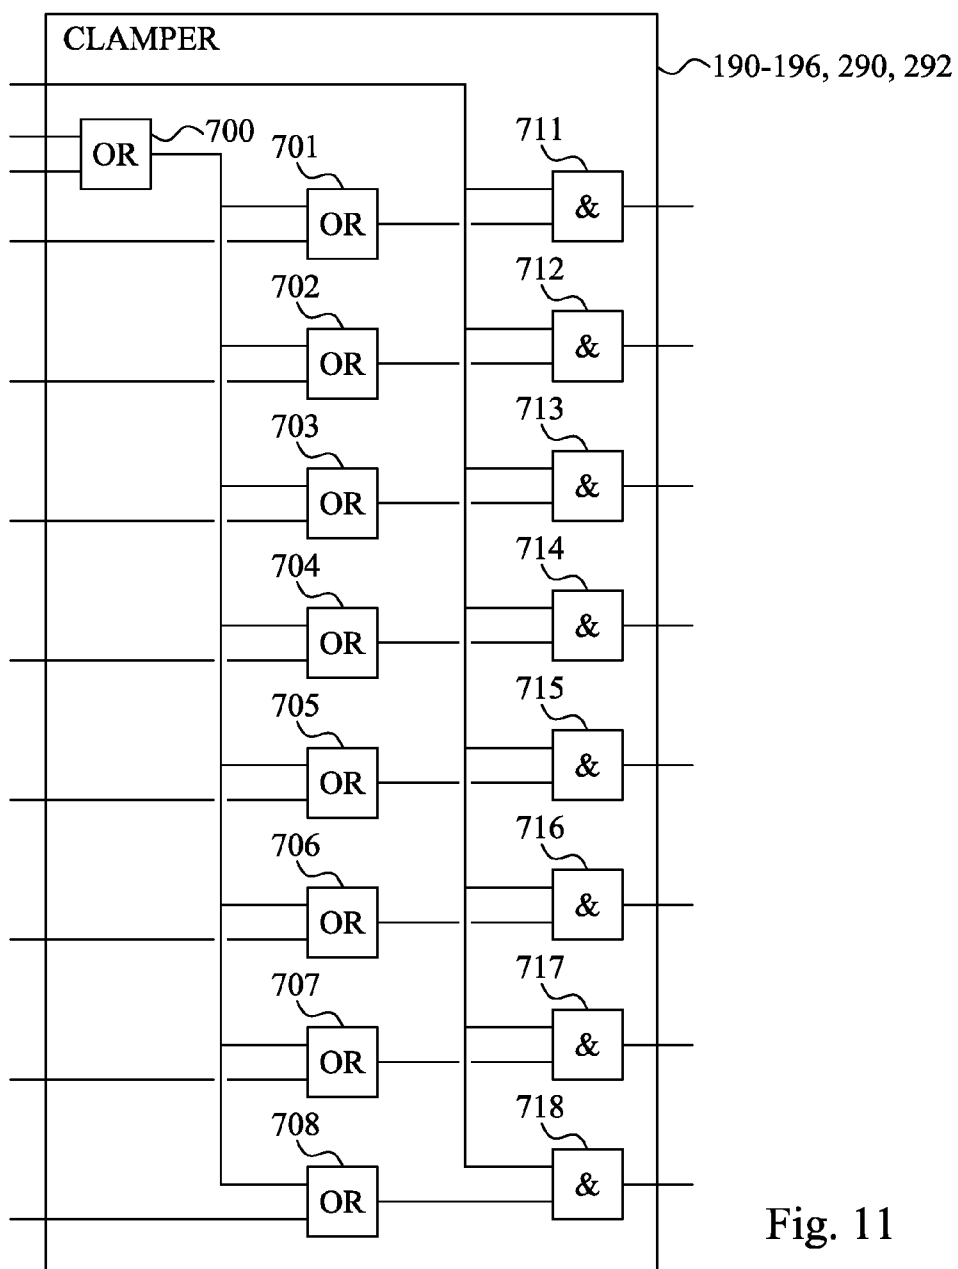 CLAMPER
190-196, 290, 292
OR
700
701
OR
711
&
702
OR
712
&
703
OR
713
&
704
OR
714
&
705
OR
715
&
706
OR
716
&
707
OR
717
&
708
OR
718
&
Fig. 11